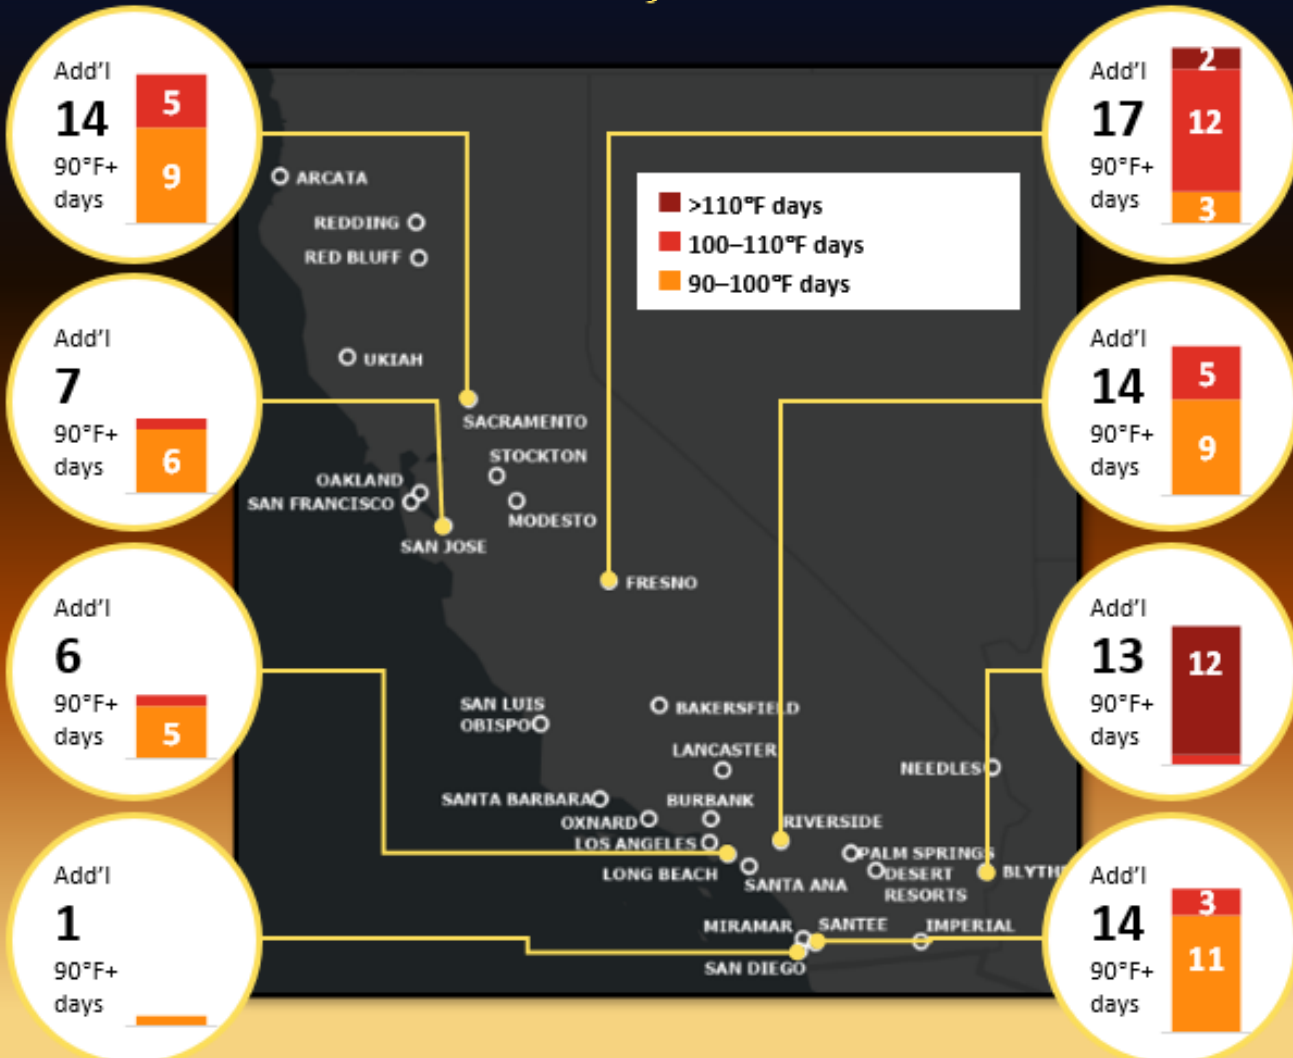 Add'l
14
90°F+
days
5
9
Add'l
7
90°F+
days
6
Add'l
6
90°F+
days
5
Add'l
1
90°F+
days
ARCATA
REDDING
RED BLUFF
UKIAH
SACRAMENTO
STOCKTON
OAKLAND
SAN FRANCISCO
MODESTO
SAN JOSE
FRESNO
>110°F days
100–110°F days
90–100°F days
SAN LUIS
OBISPO
BAKERSFIELD
LANCASTER
NEEDLES
SANTA BARBARA
BURBANK
OXNARD
RIVERSIDE
LOS ANGELES
PALM SPRINGS
LONG BEACH
SANTA ANA
DESERT
RESORTS
BLYTHE
MIRAMAR
SANTEE
IMPERIAL
SAN DIEGO
Add'l
17
90°F+
days
2
12
3
Add'l
14
90°F+
days
5
9
Add'l
13
90°F+
days
12
Add'l
14
90°F+
days
3
11